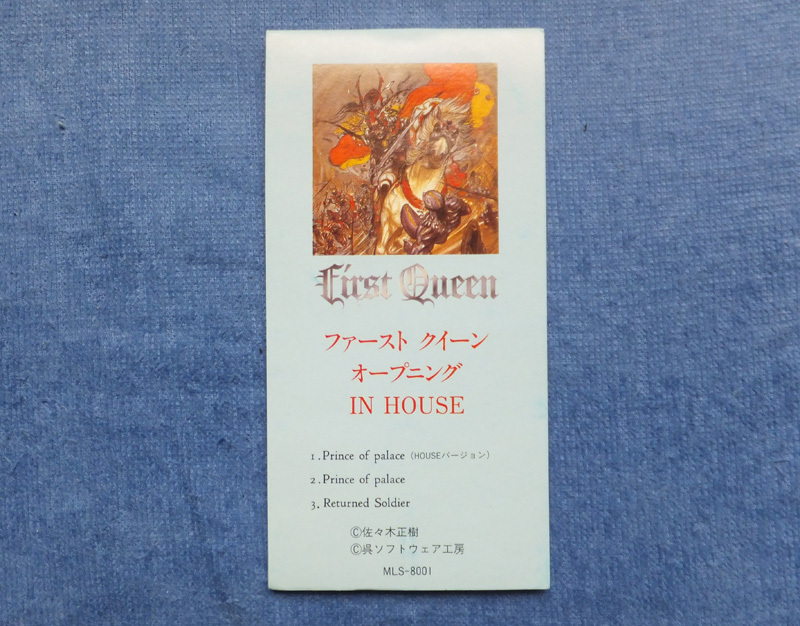 First Queen
ファースト クイーン
オープニング
IN HOUSE
1.Prince of palace (HOUSEバージョン)
2.Prince of palace
3.Returned Soldier
©佐々木正樹
©呉ソフトウェア工房
MLS-8001